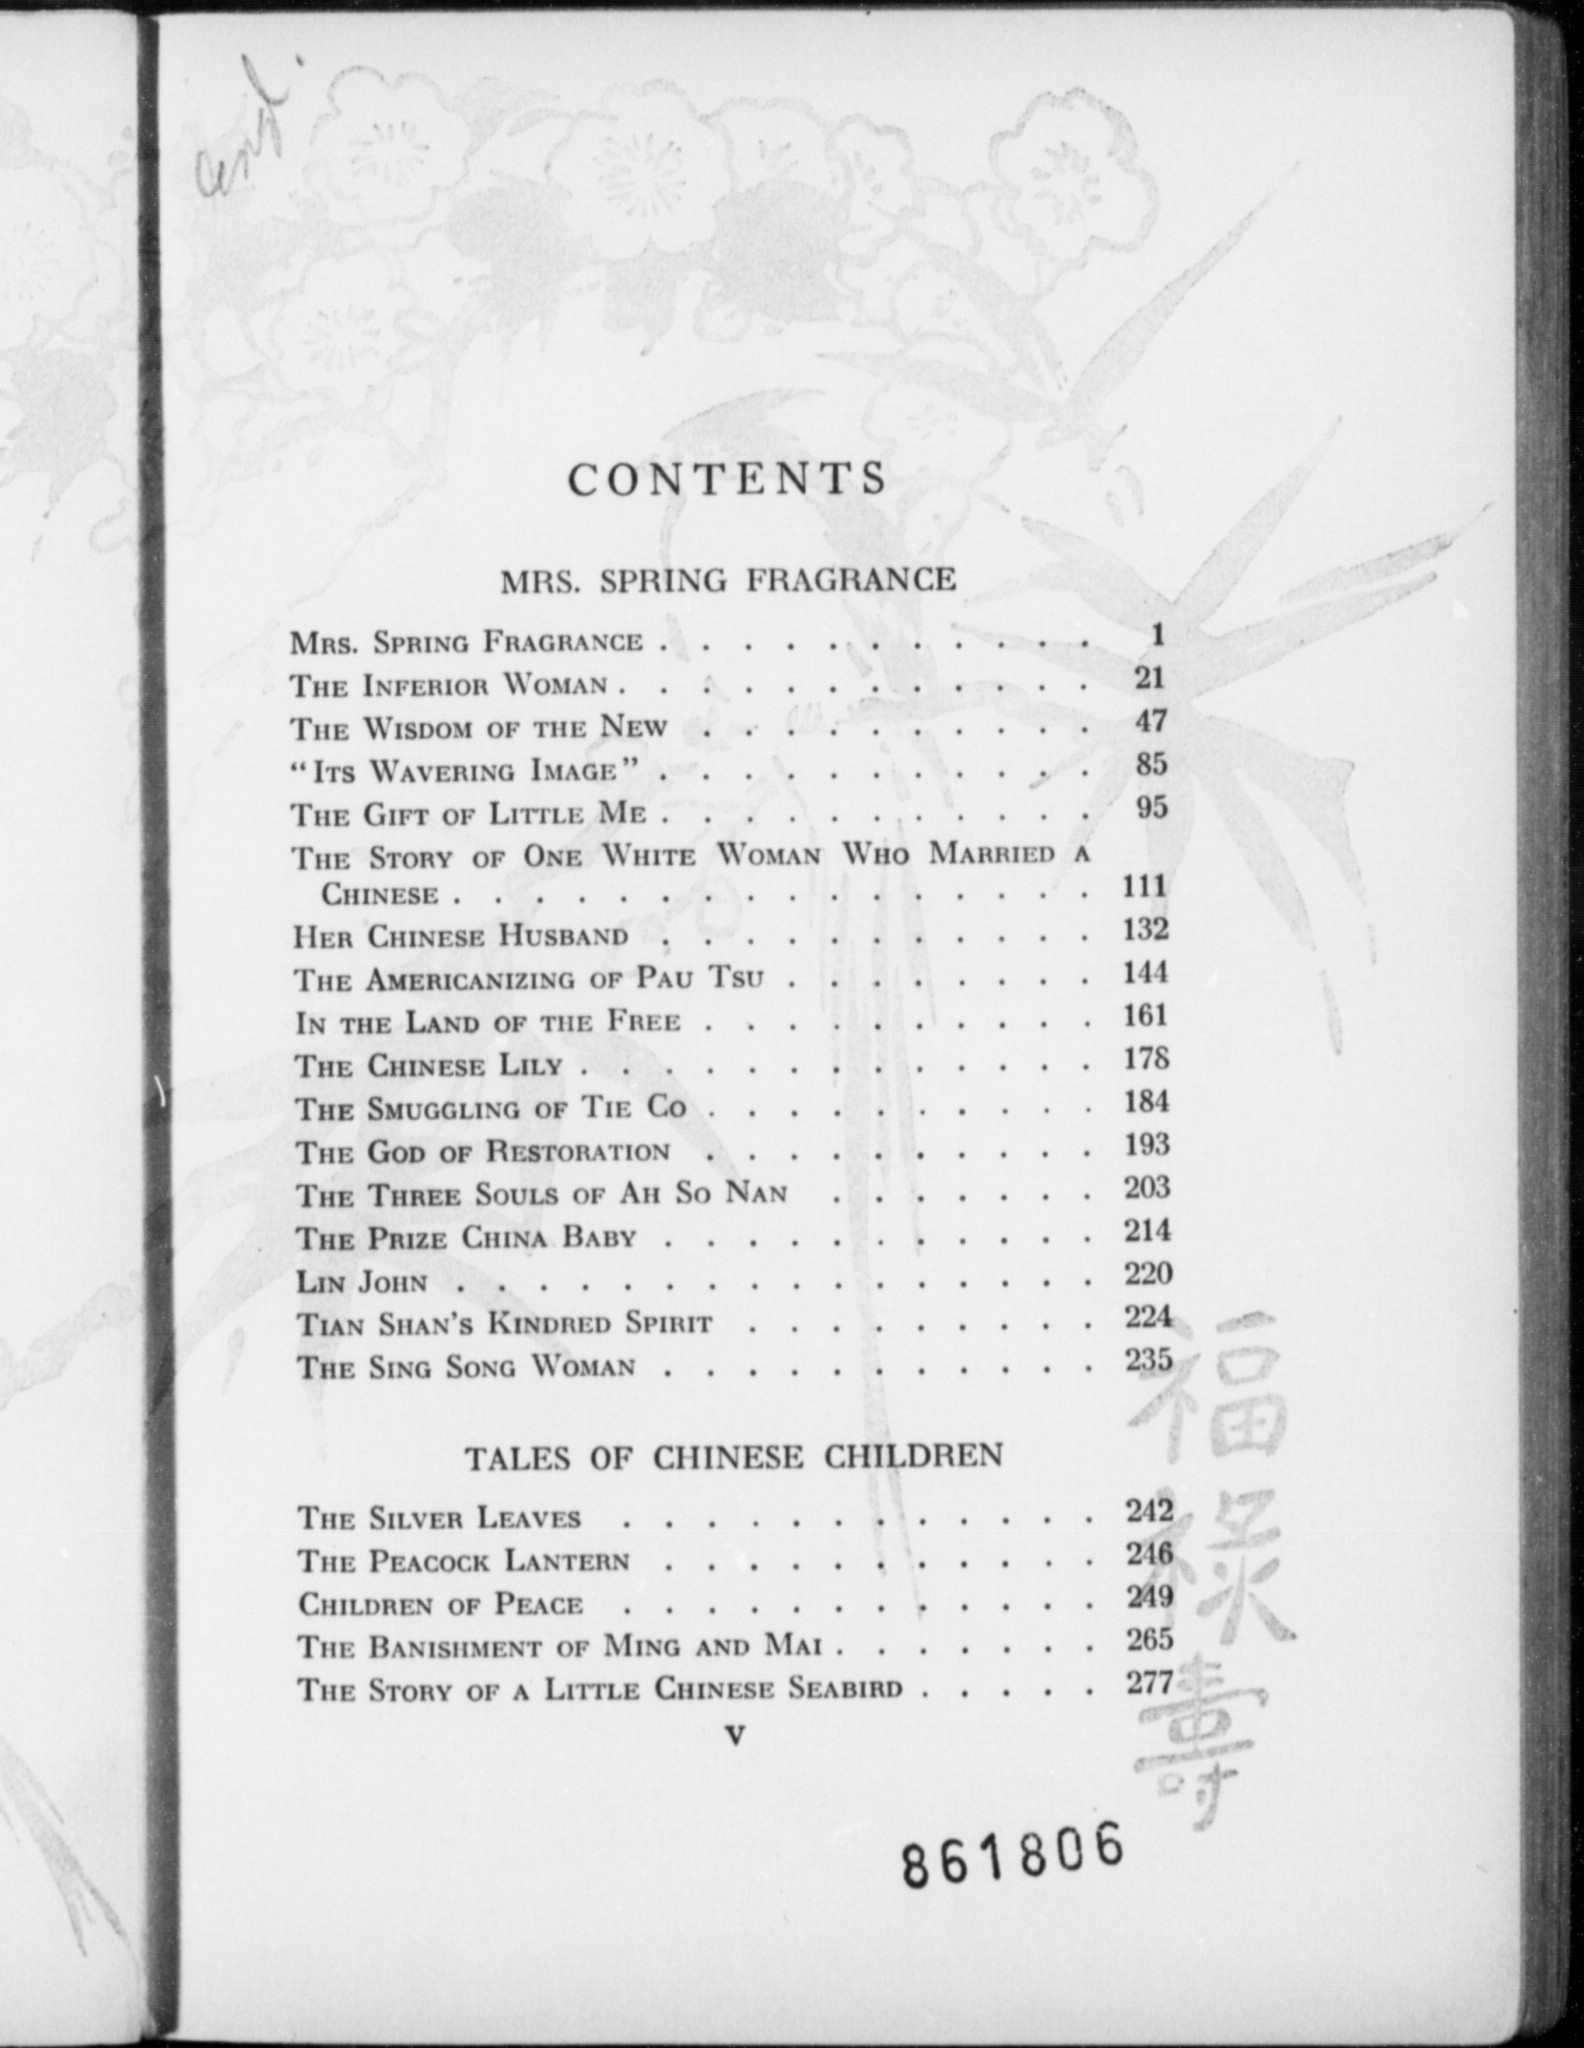 CONTENTS
MRS. SPRING FRAGRANCE
Mrs. Spring Fragrance . . . . . . . . . . . 1
The Inferior Woman . . . . . . . . . . . . 21
The Wisdom of the New . . . . . . . . . . 47
"Its Wavering Image" . . . . . . . . . . . 85
The Gift of Little Me . . . . . . . . . . . 95
The Story of One White Woman Who Married a
Chinese . . . . . . . . . . . . . . . . 111
Her Chinese Husband . . . . . . . . . . . 132
The Americanizing of Pau Tsu . . . . . . . . 144
In the Land of the Free . . . . . . . . . . 161
The Chinese Lily . . . . . . . . . . . . . 178
The Smuggling of Tie Co . . . . . . . . . . 184
The God of Restoration . . . . . . . . . . 193
The Three Souls of Ah So Nan . . . . . . . 203
The Prize China Baby . . . . . . . . . . . 214
Lin John . . . . . . . . . . . . . . . . 220
Tian Shan's Kindred Spirit . . . . . . . . . 224
The Sing Song Woman . . . . . . . . . . . 235
TALES OF CHINESE CHILDREN
The Silver Leaves . . . . . . . . . . . . 242
The Peacock Lantern . . . . . . . . . . . 246
Children of Peace . . . . . . . . . . . . 249
The Banishment of Ming and Mai . . . . . . . 265
The Story of a Little Chinese Seabird . . . . . 277
v
福祿壽
861806